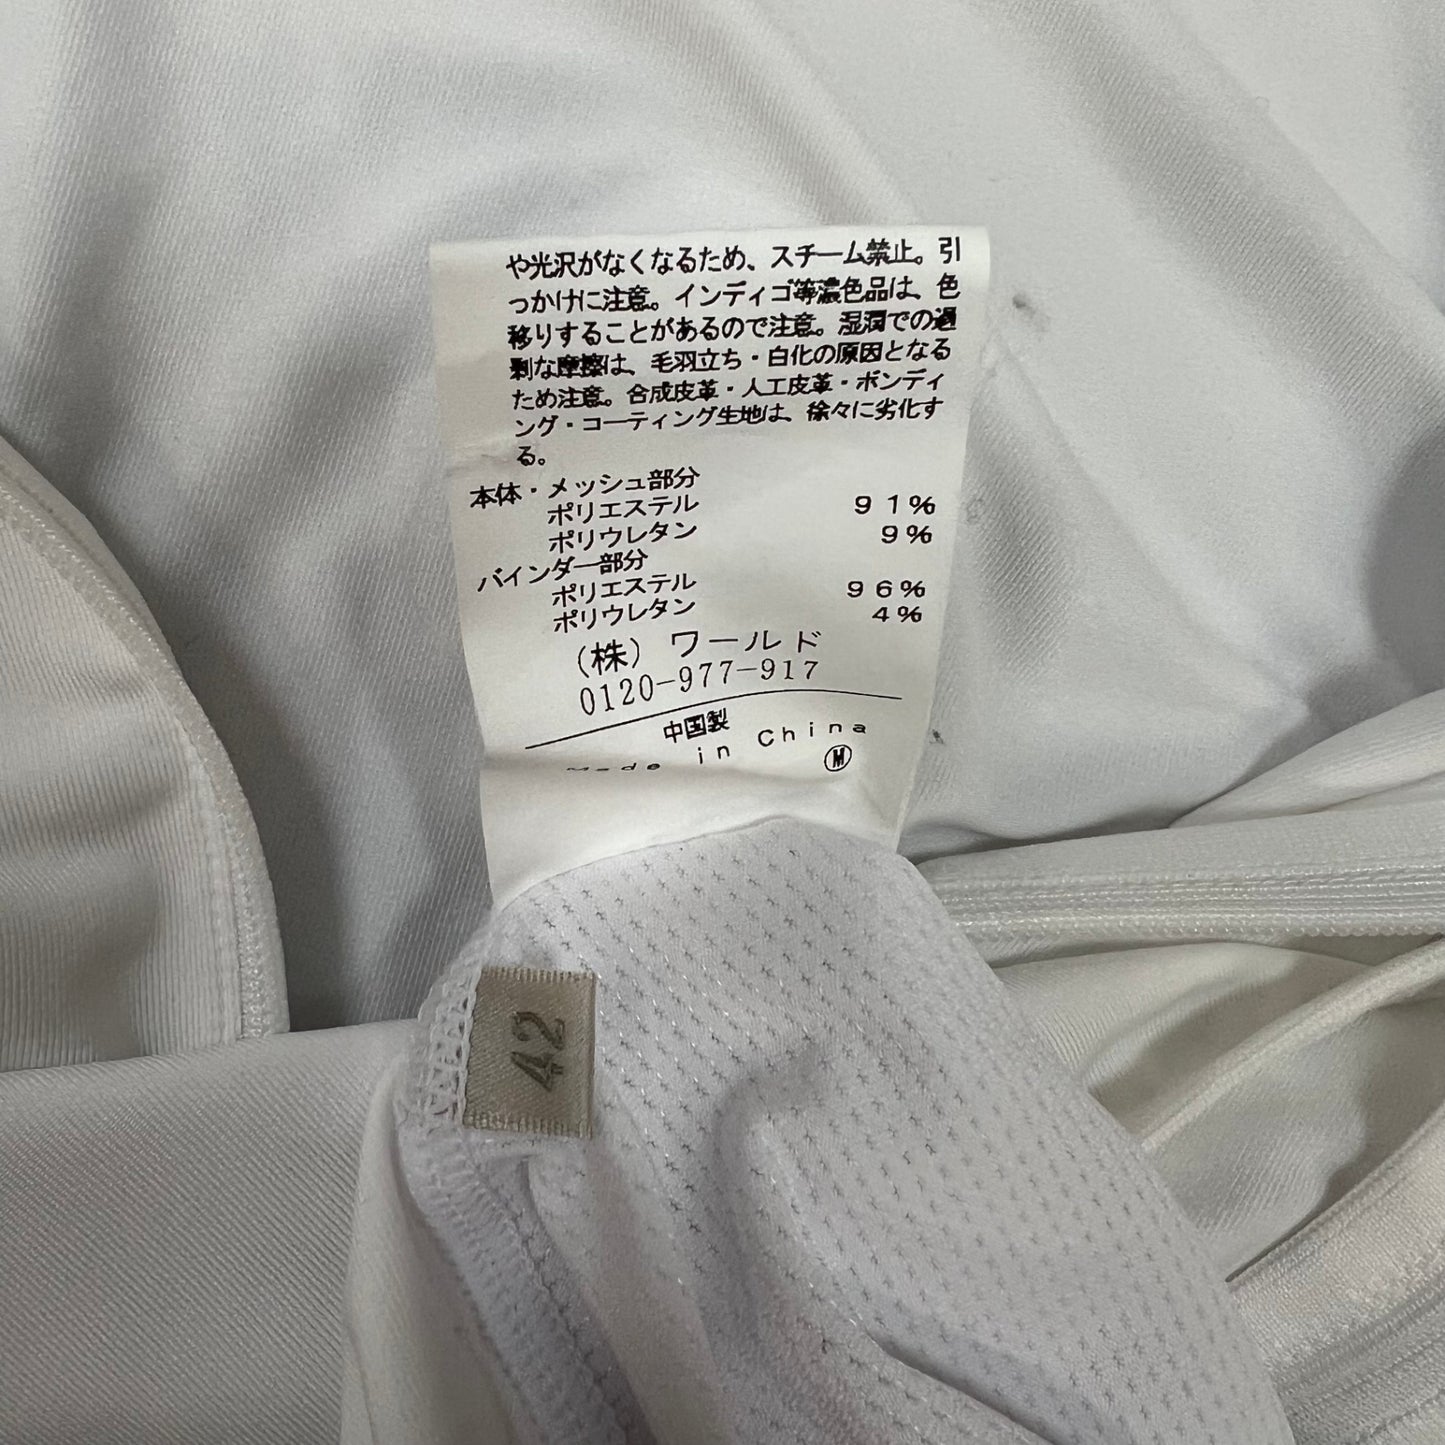 や光沢がなくなるため、スチーム禁止。引
っかけに注意。インディゴ等濃色品は、色
移りすることがあるので注意。湿潤での過
剰な摩擦は、毛羽立ち・白化の原因となる
ため注意。合成皮革・人工皮革・ボンディ
ング・コーティング生地は、徐々に劣化す
る。
本体・メッシュ部分
ポリエステル 91%
ポリウレタン 9%
バインダー部分
ポリエステル 96%
ポリウレタン 4%
(株) ワールド
0120-977-917
中国製
Made in China
Ⓜ
42